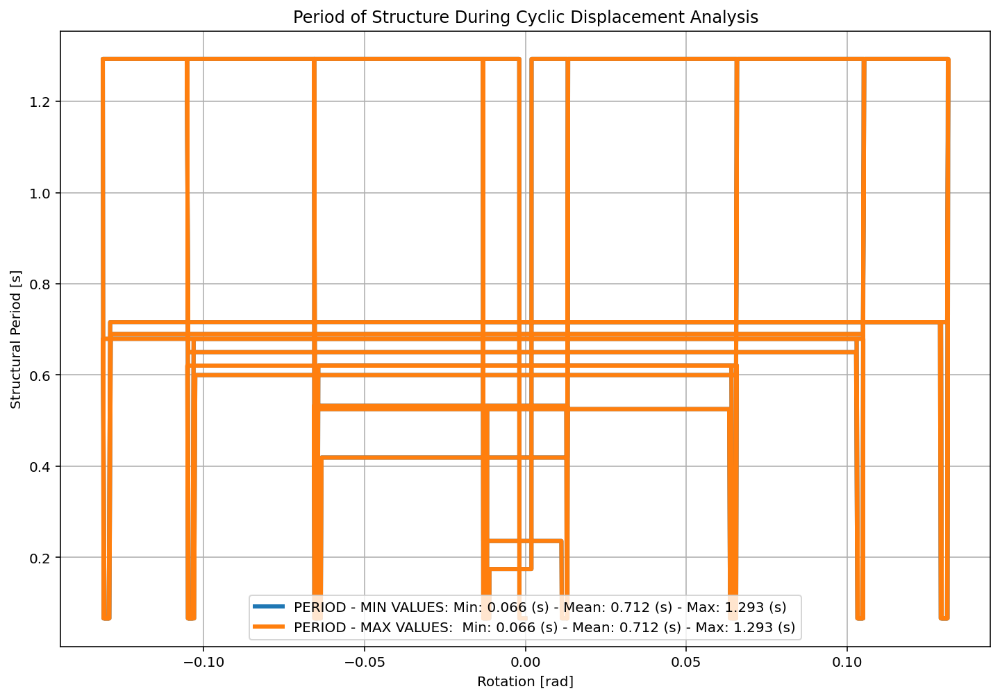 Period of Structure During Cyclic Displacement Analysis
Structural Period [s]
1.2
1.0
0.8
0.6
0.4
0.2
PERIOD - MIN VALUES: Min: 0.066 (s) - Mean: 0.712 (s) - Max: 1.293 (s)
PERIOD - MAX VALUES:  Min: 0.066 (s) - Mean: 0.712 (s) - Max: 1.293 (s)
−0.10 −0.05 0.00 0.05 0.10
Rotation [rad]